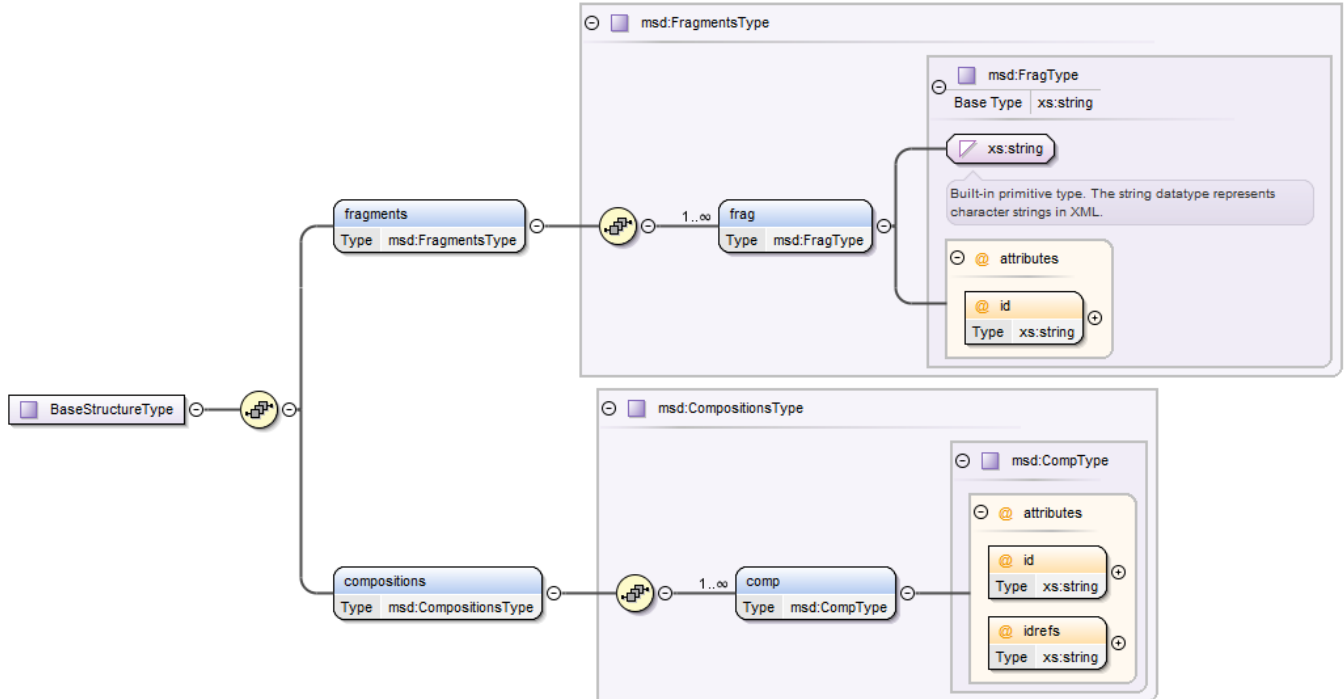 msd:FragmentsType
msd:FragType
Base Type xs:string
xs:string
Built-in primitive type. The string datatype represents
character strings in XML.
fragments
Type msd:FragmentsType
1..∞
frag
Type msd:FragType
@ attributes
@ id
Type xs:string
BaseStructureType
msd:CompositionsType
msd:CompType
@ attributes
@ id
Type xs:string
compositions
Type msd:CompositionsType
1..∞
comp
Type msd:CompType
@ idrefs
Type xs:string